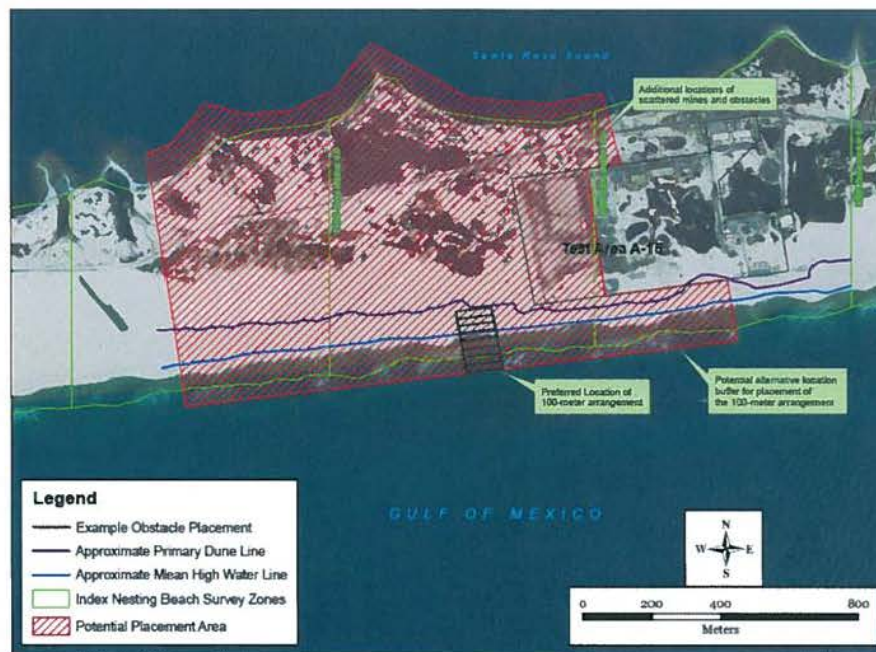 Santa Rosa Sound
Additional locations of
scattered mines and obstacles
Test Area A-15
Preferred Location of
100-meter arrangement
Potential alternative location
buffer for placement of
the 100-meter arrangement
GULF OF MEXICO
Legend
Example Obstacle Placement
Approximate Primary Dune Line
Approximate Mean High Water Line
Index Nesting Beach Survey Zones
Potential Placement Area
N
W E
S
0 200 400 800
Meters